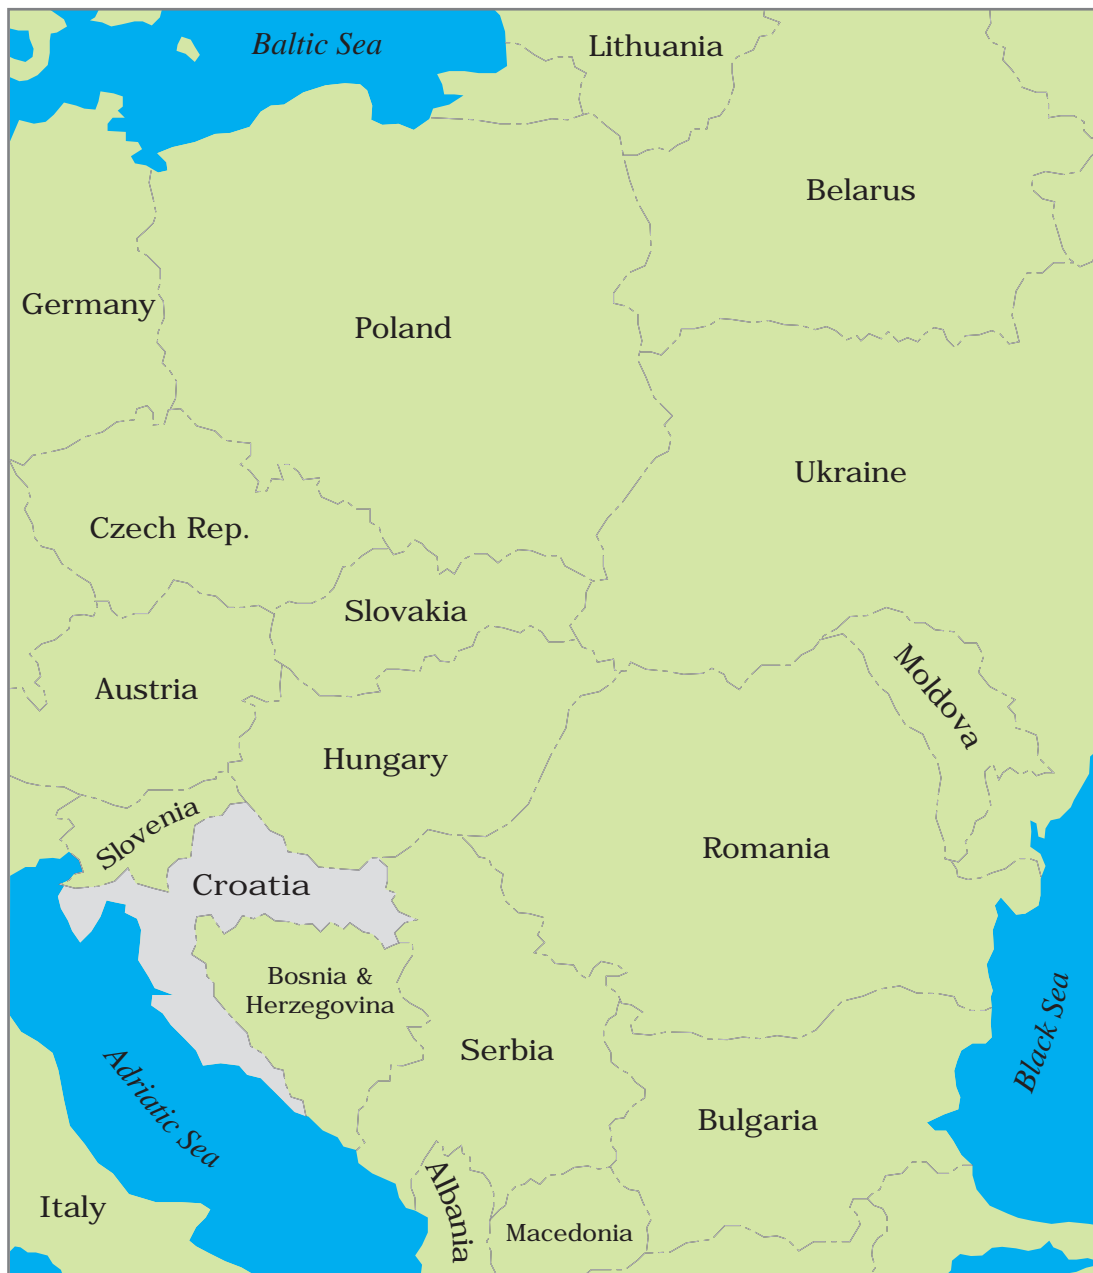 Baltic Sea
Lithuania
Belarus
Germany
Poland
Ukraine
Czech Rep.
Slovakia
Moldova
Austria
Hungary
Slovenia
Romania
Croatia
Bosnia &
Herzegovina
Black Sea
Serbia
Adriatic Sea
Bulgaria
Albania
Italy
Macedonia